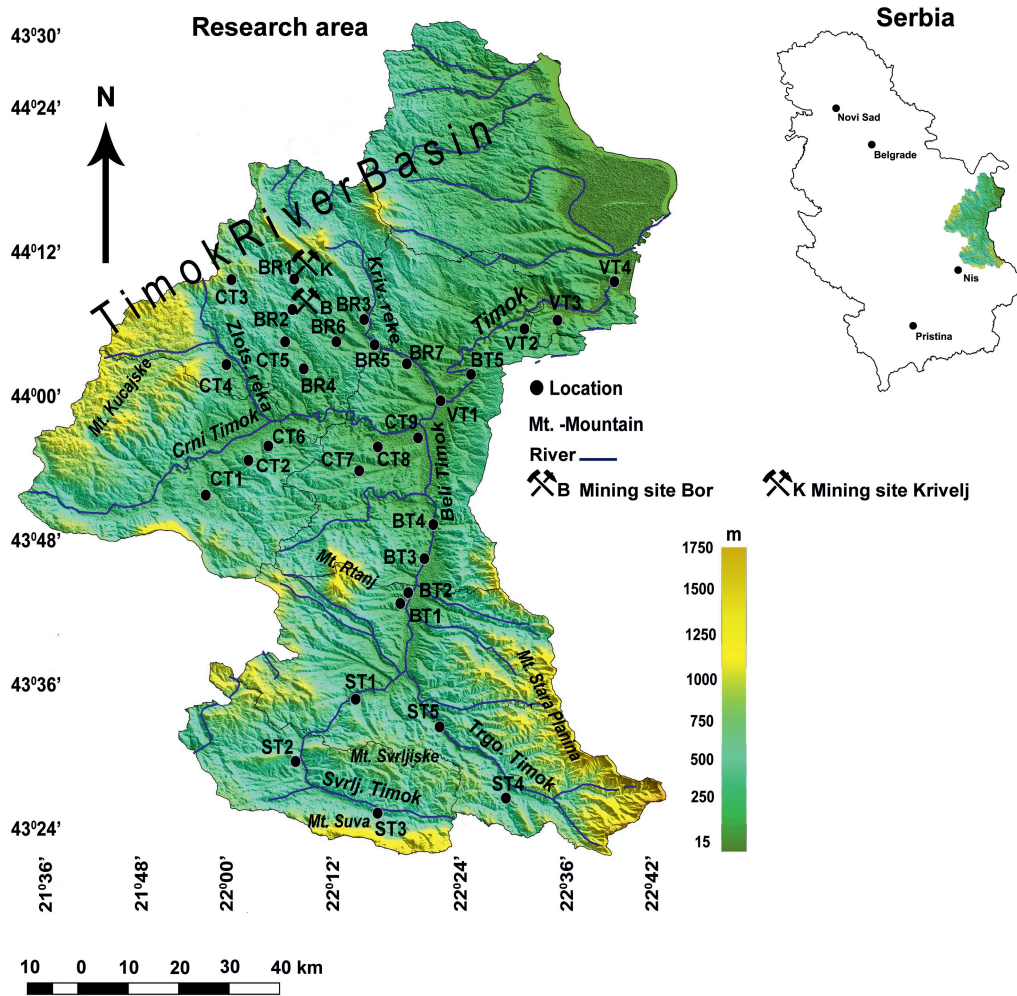 Research area
Serbia
43⁰30’
44⁰24’
44⁰12’
44⁰00’
43⁰48’
43⁰36’
43⁰24’
N
Timok River Basin
Novi Sad
Belgrade
Nis
Pristina
BR1
K
CT3
B
BR3
BR2
BR6
Kriv. reke
Timok
VT4
VT3
VT2
Zlots reka
CT5
BR5
BR7
BT5
CT4
BR4
Mt. Kucajske
VT1
Crni Timok
CT9
CT6
CT2
CT7
CT8
CT1
Beli Timok
BT4
BT3
Mt. Rtanj
BT2
BT1
Mt. Stara Planina
ST1
ST5
Trgo. Timok
ST2
Mt. Svrljiske
Svrlj. Timok
ST4
Mt. Suva
ST3
Location
Mt. -Mountain
River
B Mining site Bor
K Mining site Krivelj
m
1750
1500
1250
1000
750
500
250
15
21⁰36’
21⁰48’
22⁰00’
22⁰12’
22⁰24’
22⁰36’
22⁰42’
10 0 10 20 30 40 km